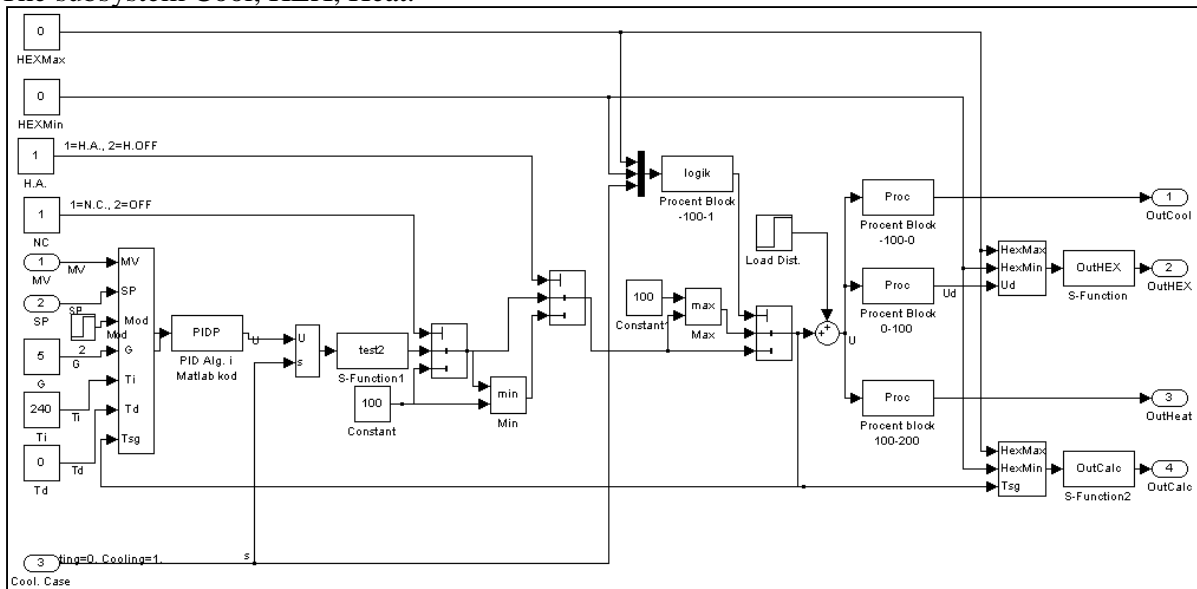 The subsystem Cool, HEX, Heat.
0
HEXMax
0
HEXMin
1=H.A., 2=H.OFF
1
H.A.
1=N.C., 2=OFF
1
NC
1
MV
MV
2
SP
SP
Mod
2
5
G
G
240
Ti
Ti
0
Td
Td
MV
SP
Mod
G
Ti
Td
Tsg
PIDP
PID Alg. i
Matlab kod
U
U
s
test2
S-Function1
100
Constant
min
Min
logik
Procent Block
-100-1
Load Dist.
100
Constant1
max
Max
U
Proc
Procent Block
-100-0
Proc
Procent Block
0-100
Ud
Proc
Procent block
100-200
HexMax
HexMin
Ud
OutHEX
S-Function
HexMax
HexMin
Tsg
OutCalc
S-Function2
1
OutCool
2
OutHEX
3
OutHeat
4
OutCalc
3
ting=0. Cooling=1.
s
Cool. Case